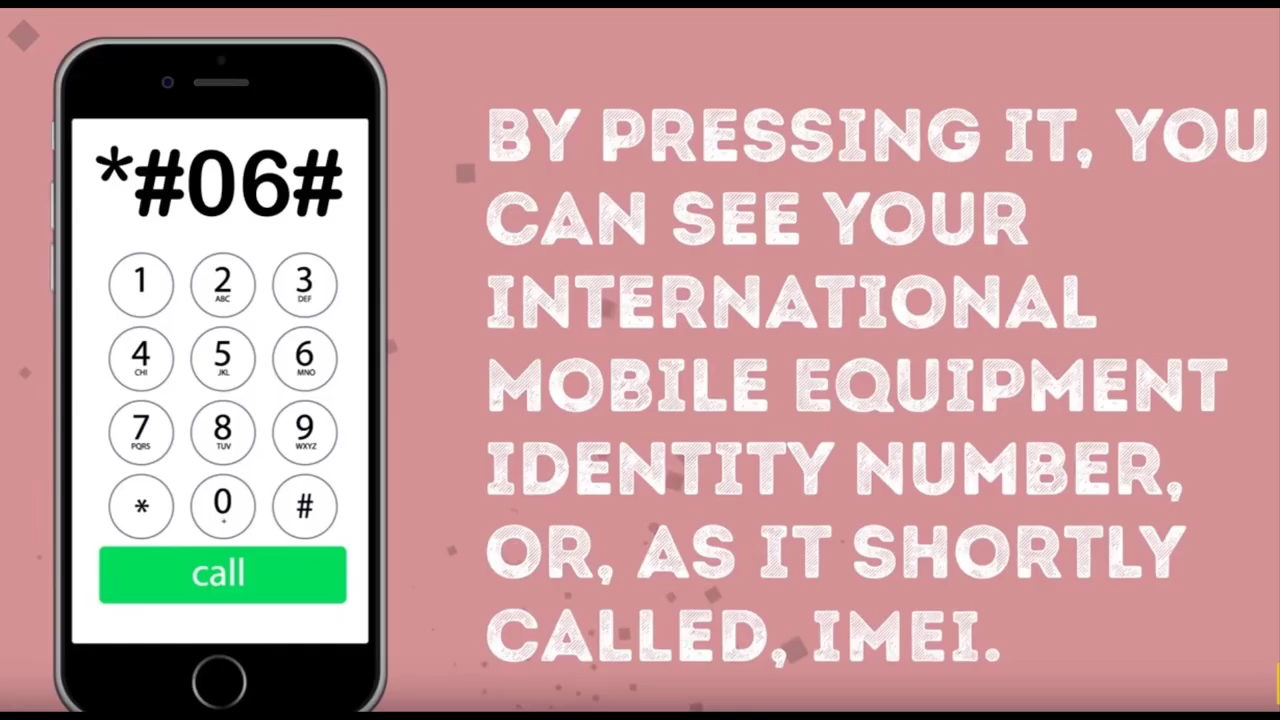 *#06#
1 2 3
ABC DEF
4 5 6
GHI JKL MNO
7 8 9
PQRS TUV WXYZ
* 0 #
+
call
BY PRESSING IT, YOU
CAN SEE YOUR
INTERNATIONAL
MOBILE EQUIPMENT
IDENTITY NUMBER,
OR, AS IT SHORTLY
CALLED, IMEI.